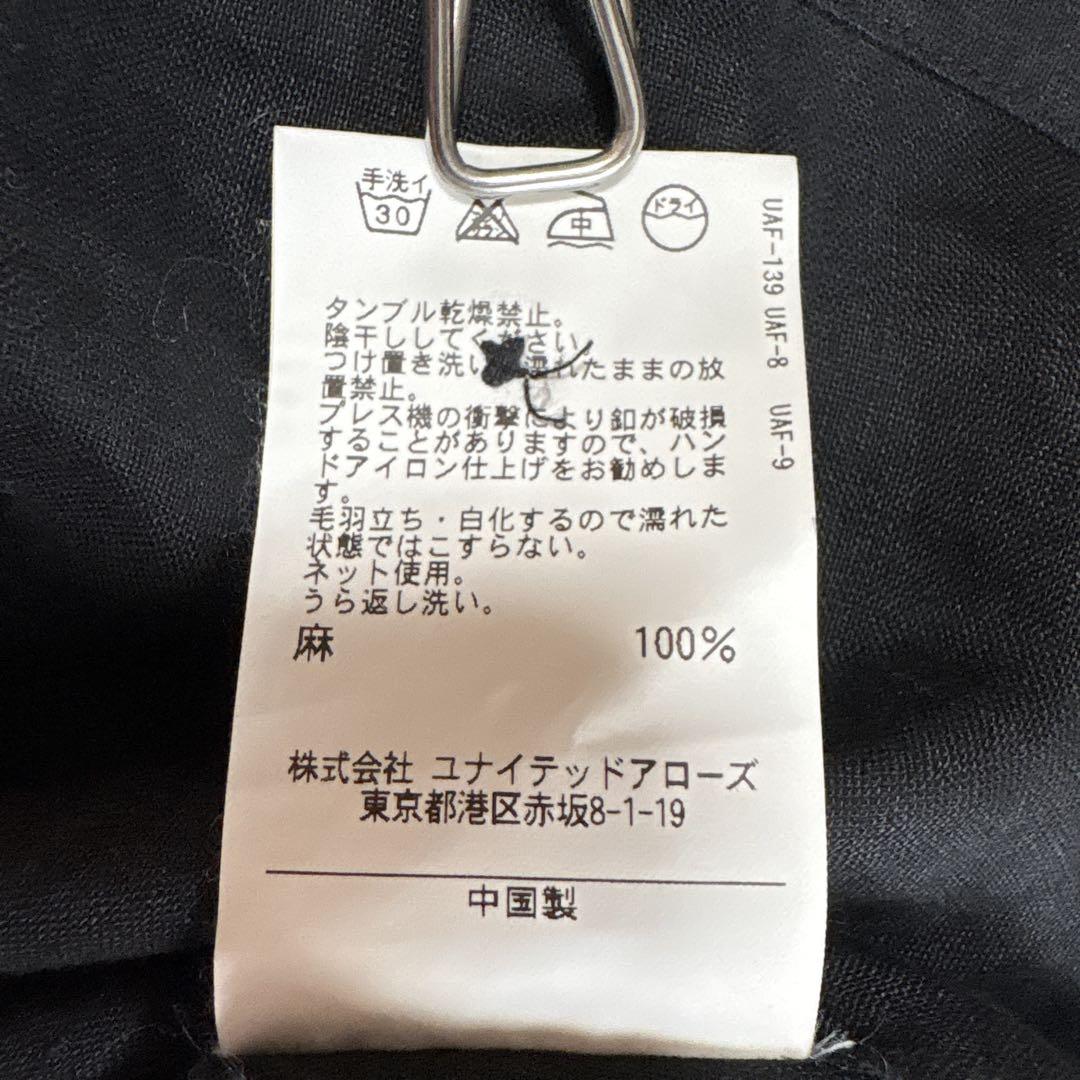 手洗イ
30
中
ドライ
UAF-139 UAF-8 UAF-9
タンブル乾燥禁止。
陰干ししてください。
つけ置き洗い 濡れたままの放
置禁止。
プレス機の衝撃により釦が破損
することがありますので、ハン
ドアイロン仕上げをお勧めしま
す。
毛羽立ち・白化するので濡れた
状態ではこすらない。
ネット使用。
うら返し洗い。
麻 100%
株式会社 ユナイテッドアローズ
東京都港区赤坂8-1-19
中国製